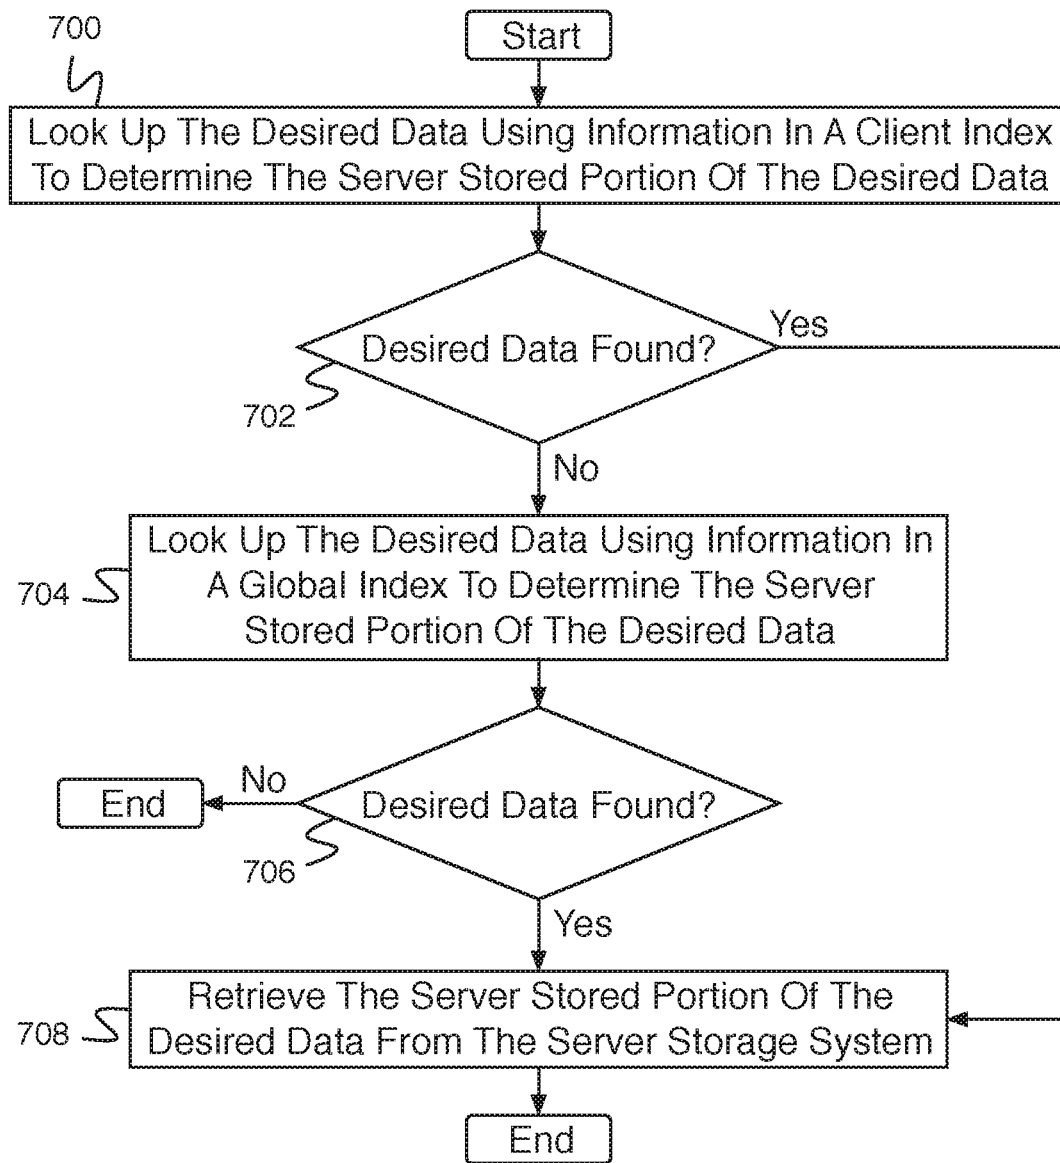 700
Start
Look Up The Desired Data Using Information In A Client Index
To Determine The Server Stored Portion Of The Desired Data
Desired Data Found?
Yes
702
No
Look Up The Desired Data Using Information In
A Global Index To Determine The Server
Stored Portion Of The Desired Data
704
No
End
Desired Data Found?
706
Yes
Retrieve The Server Stored Portion Of The
Desired Data From The Server Storage System
708
End